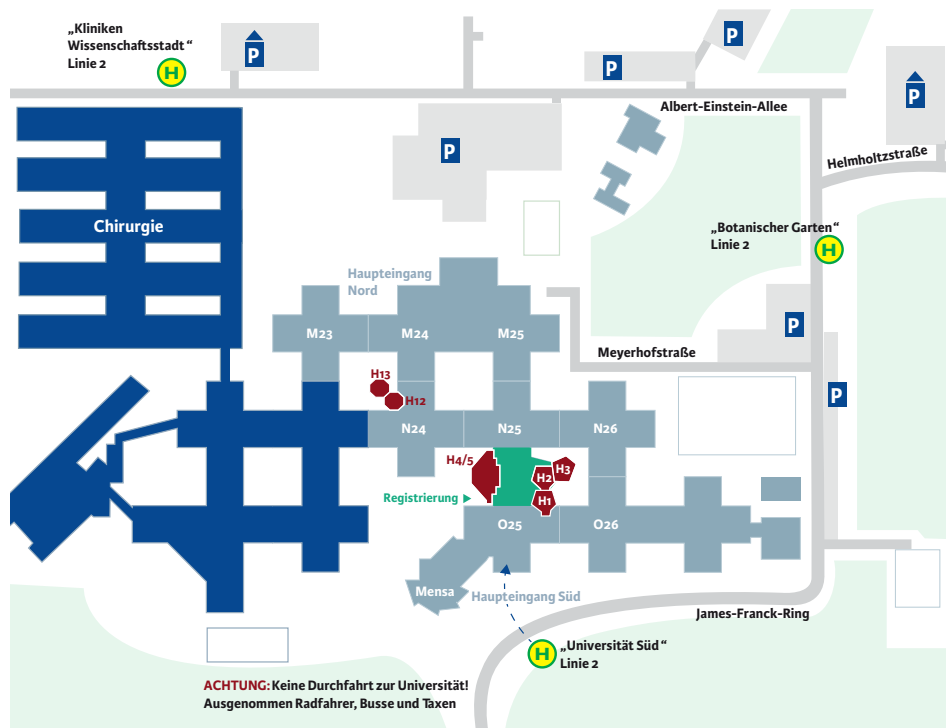 „Kliniken
Wissenschaftsstadt“
Linie 2
H
P
P
P
P
Albert-Einstein-Allee
P
Helmholtzstraße
Chirurgie
„Botanischer Garten“
Linie 2
H
Haupteingang
Nord
M23
M24
M25
P
Meyerhofstraße
P
H13
H12
N24
N25
N26
H4/5
H3
H2
H1
Registrierung
O25
O26
Mensa
Haupteingang Süd
James-Franck-Ring
H
„Universität Süd“
Linie 2
ACHTUNG: Keine Durchfahrt zur Universität!
Ausgenommen Radfahrer, Busse und Taxen